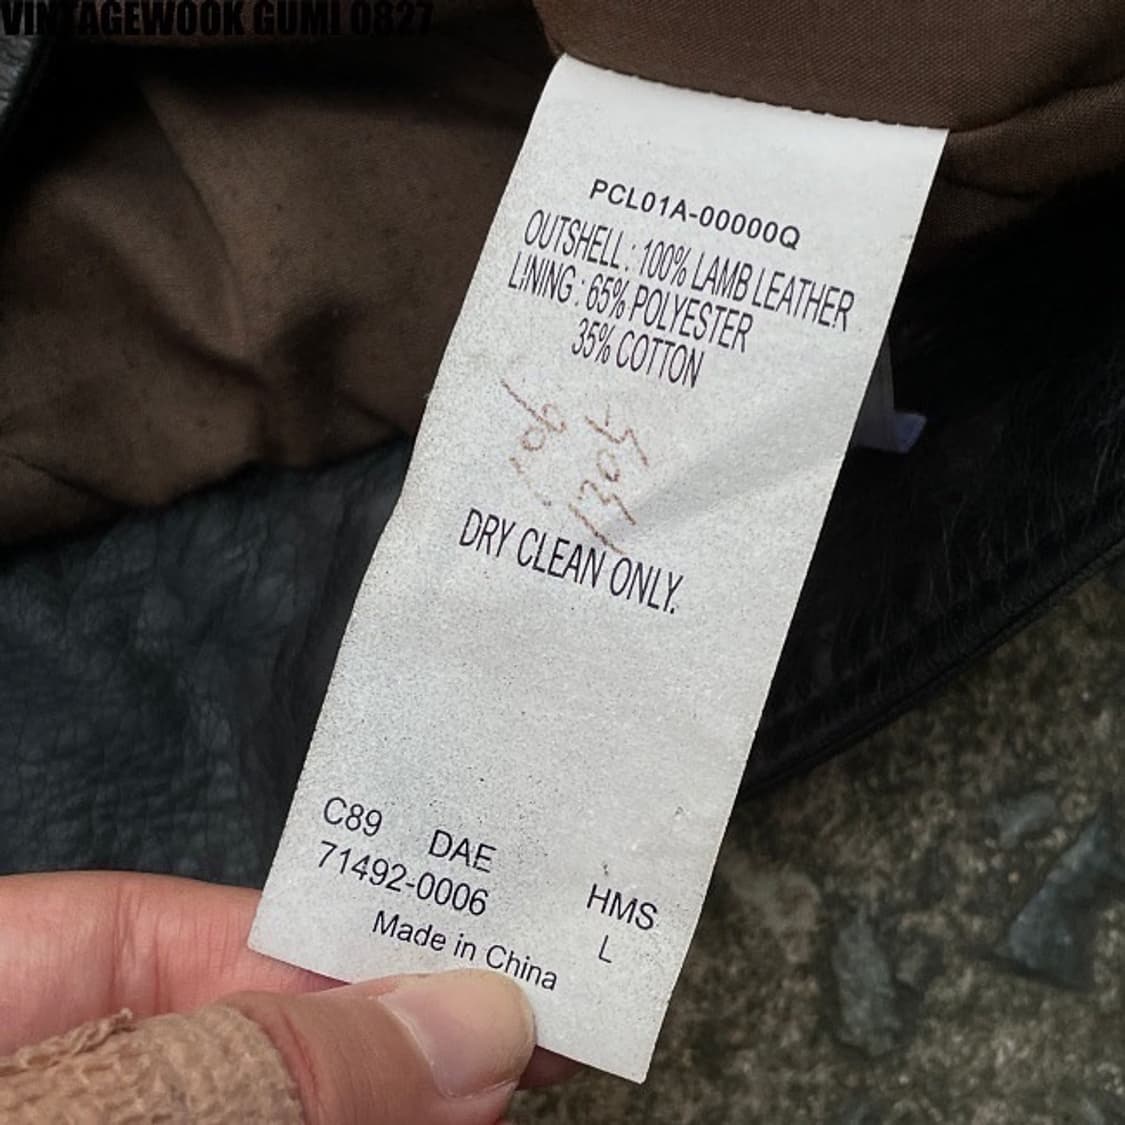 VINTAGEWOOK GUMI 0827
PCL01A-00000Q
OUTSHELL : 100% LAMB LEATHER
LINING : 65% POLYESTER
35% COTTON
DRY CLEAN ONLY.
C89 DAE
71492-0006 HMS
Made in China L